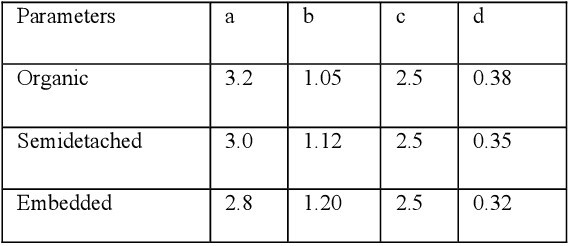 Parameters a b c d
Organic 3.2 1.05 2.5 0.38
Semidetached 3.0 1.12 2.5 0.35
Embedded 2.8 1.20 2.5 0.32